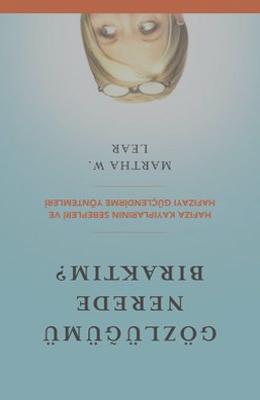 GÖZLÜĞÜMÜ
NEREDE
BIRAKTIM?
HAFIZA KAYIPLARININ SEBEPLERİ VE
HAFIZAYI GÜÇLENDİRME YÖNTEMLERİ
MARTHA W.
LEAR